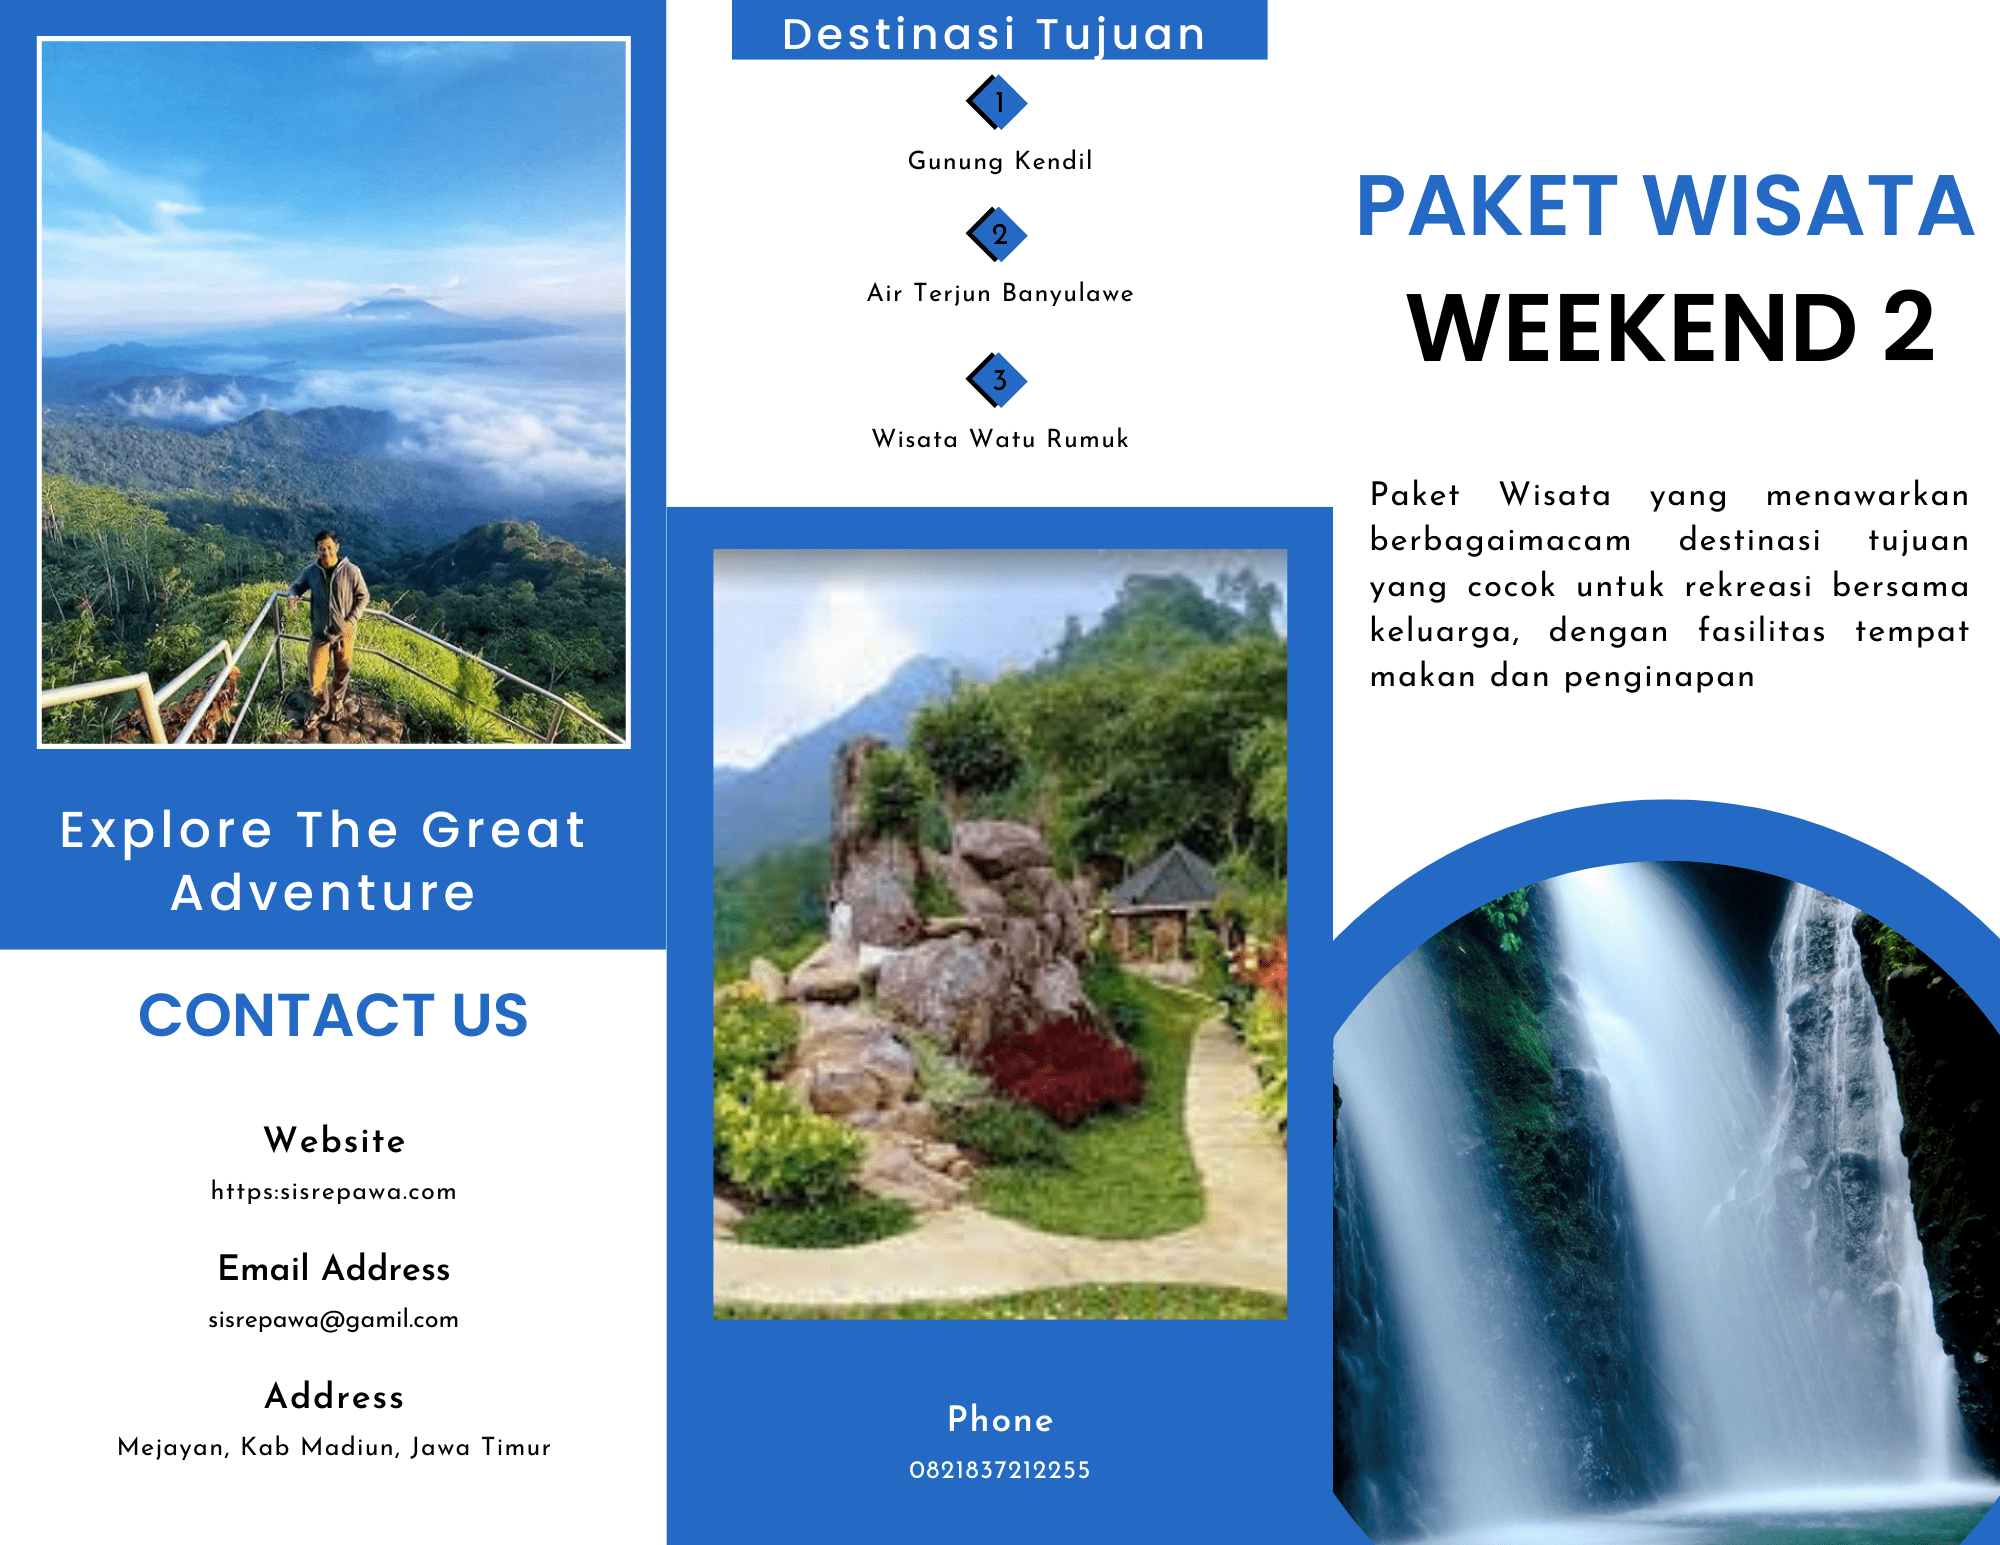 Explore The Great
Adventure
CONTACT US
Website
https:sisrepawa.com
Email Address
sisrepawa@gamil.com
Address
Mejayan, Kab Madiun, Jawa Timur
Destinasi Tujuan
1
Gunung Kendil
2
Air Terjun Banyulawe
3
Wisata Watu Rumuk
Phone
0821837212255
PAKET WISATA
WEEKEND 2
Paket Wisata yang menawarkan
berbagaimacam destinasi tujuan
yang cocok untuk rekreasi bersama
keluarga, dengan fasilitas tempat
makan dan penginapan